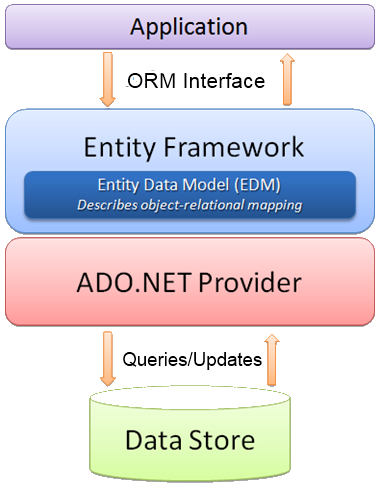 Application
ORM Interface
Entity Framework
Entity Data Model (EDM)
Describes object-relational mapping
ADO.NET Provider
Queries/Updates
Data Store